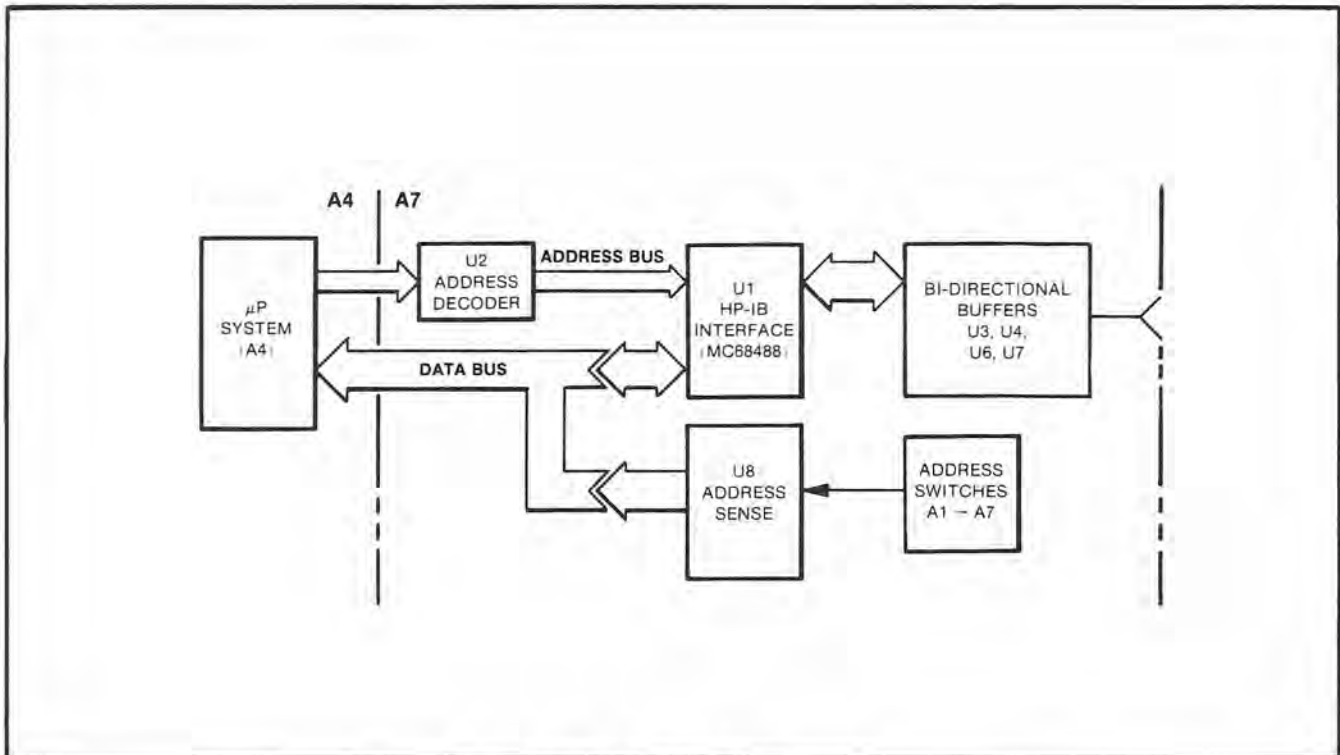 A4 A7
µP
SYSTEM
(A4)
U2
ADDRESS
DECODER
ADDRESS BUS
DATA BUS
U1
HP-IB
INTERFACE
(MC68488)
BI-DIRECTIONAL
BUFFERS
U3, U4,
U6, U7
U8
ADDRESS
SENSE
ADDRESS
SWITCHES
A1 – A7